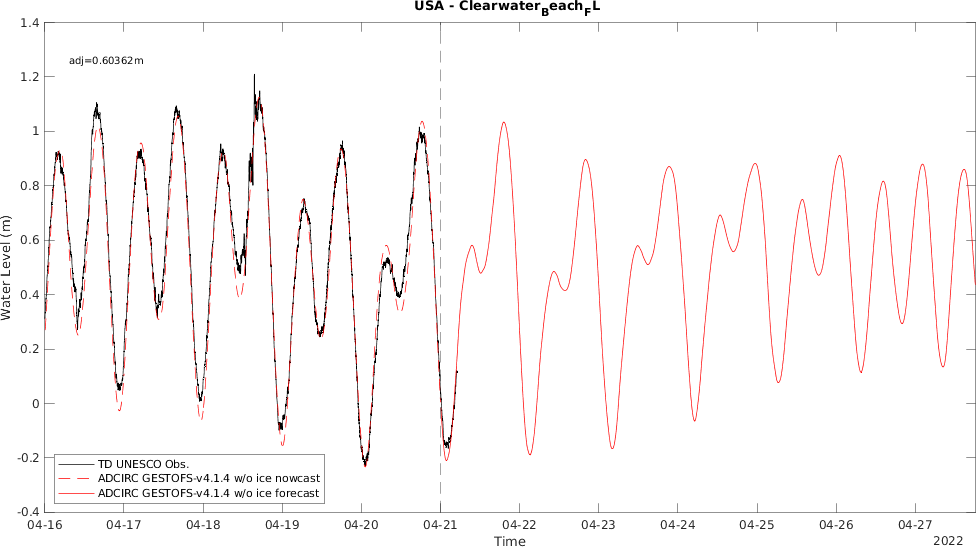 USA - Clearwater_Beach_FL
1.4
1.2
1
0.8
0.6
0.4
0.2
0
-0.2
-0.4
Water Level (m)
adj=0.60362m
TD UNESCO Obs.
ADCIRC GESTOFS-v4.1.4 w/o ice nowcast
ADCIRC GESTOFS-v4.1.4 w/o ice forecast
04-16 04-17 04-18 04-19 04-20 04-21 04-22 04-23 04-24 04-25 04-26 04-27
Time
2022